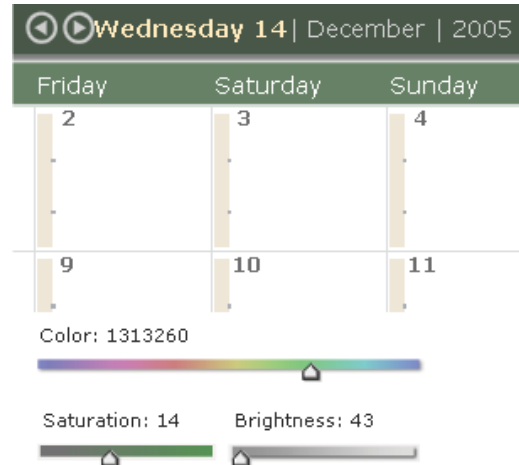 Wednesday 14| December | 2005
Friday Saturday Sunday
2 3 4
9 10 11
Color: 1313260
Saturation: 14 Brightness: 43